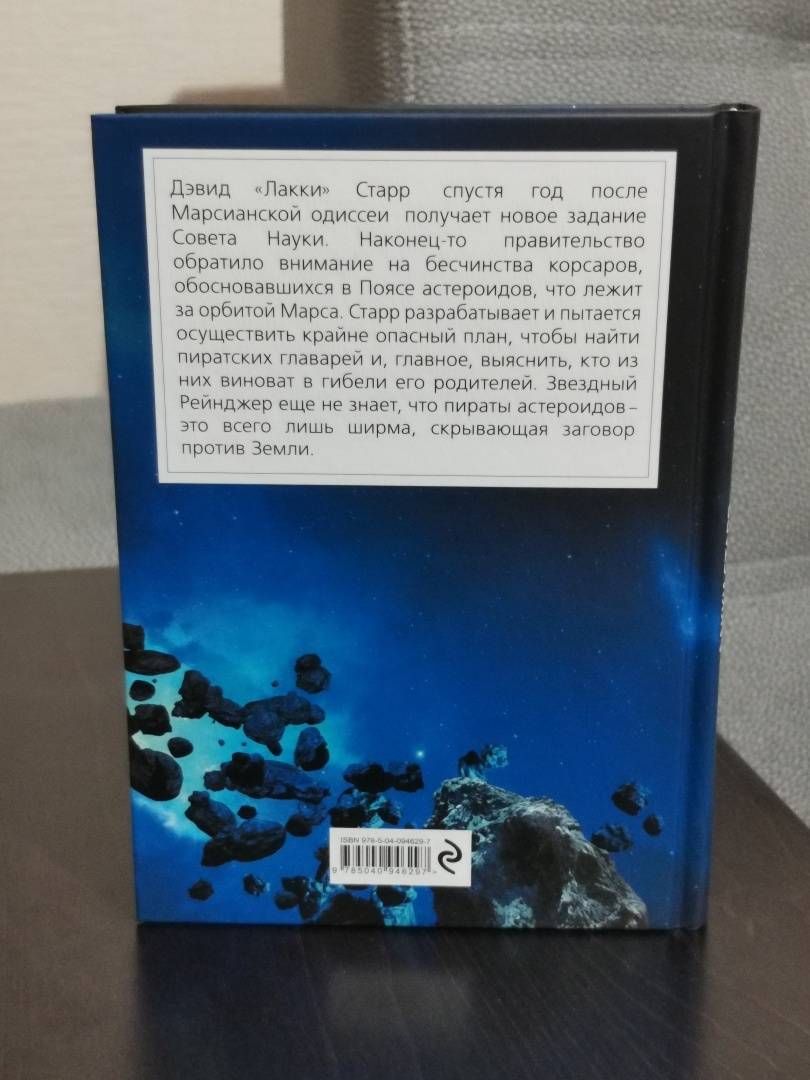 Дэвид «Лакки» Старр спустя год после
Марсианской одиссеи получает новое задание
Совета Науки. Наконец-то правительство
обратило внимание на бесчинства корсаров,
обосновавшихся в Поясе астероидов, что лежит
за орбитой Марса. Старр разрабатывает и пытается
осуществить крайне опасный план, чтобы найти
пиратских главарей и, главное, выяснить, кто из
них виноват в гибели его родителей. Звездный
Рейнджер еще не знает, что пираты астероидов –
это всего лишь ширма, скрывающая заговор
против Земли.
ISBN 978-5-04-094629-7
9 785040 946297 >